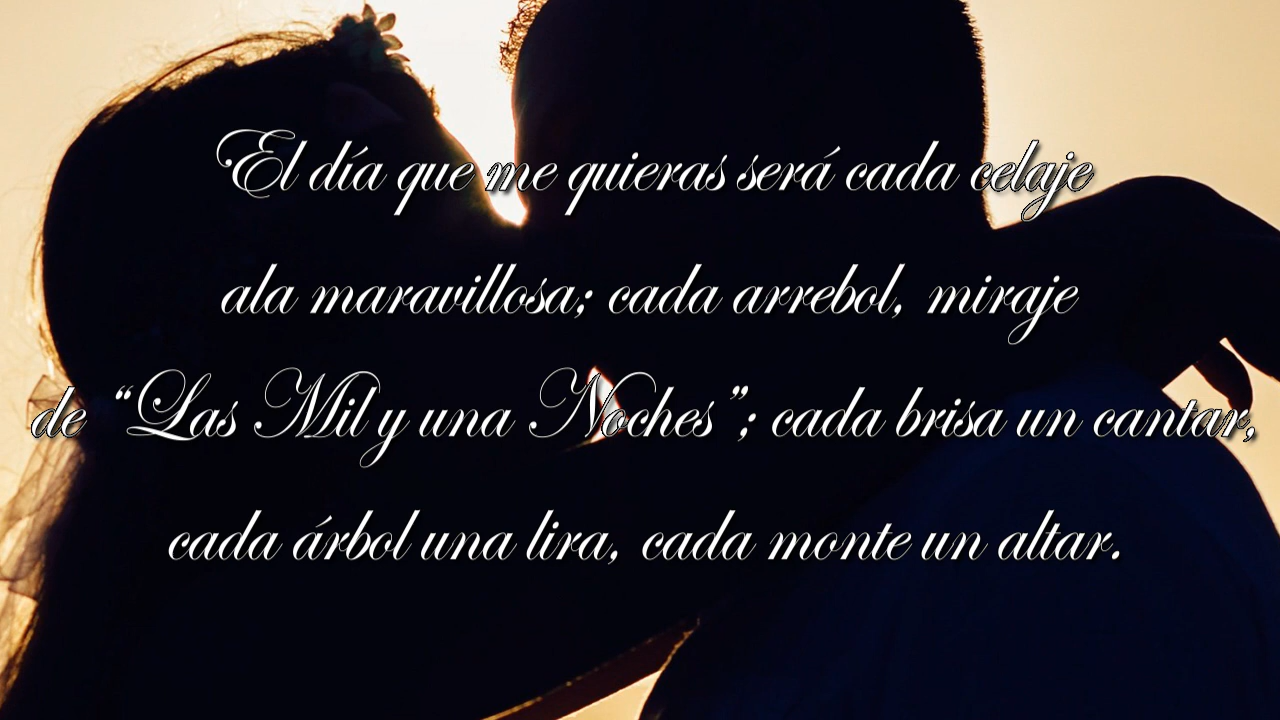 El día que me quieras será cada celaje
ala maravillosa; cada arrebol, miraje
de “Las Mil y una Noches”; cada brisa un cantar,
cada árbol una lira, cada monte un altar.